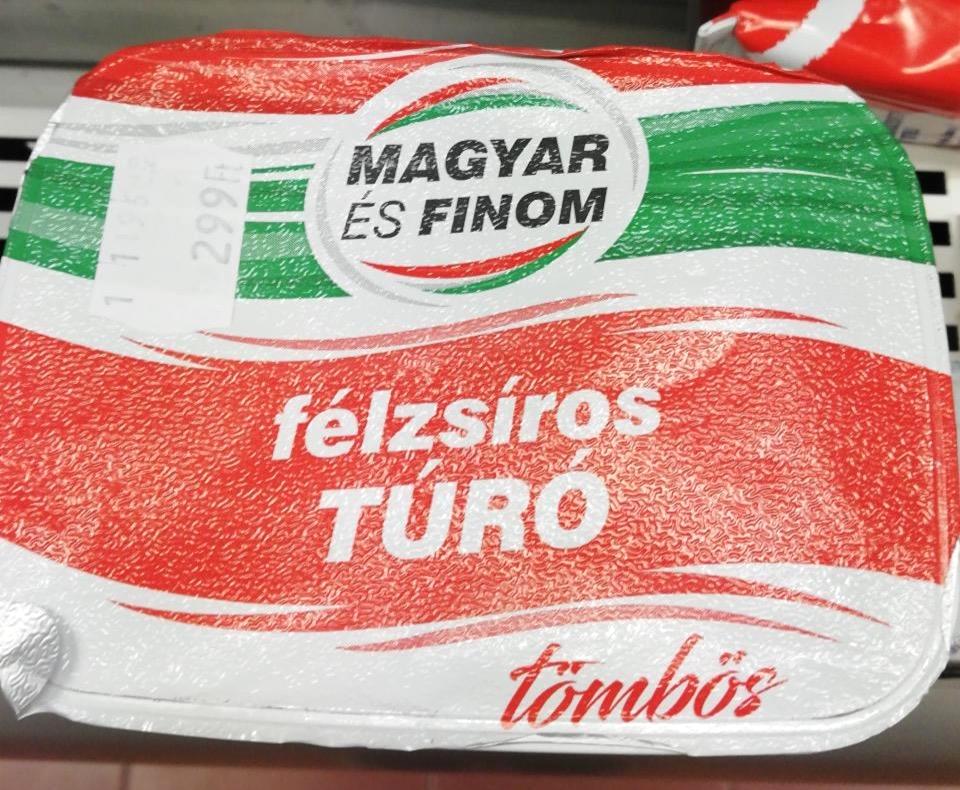 MAGYAR
ÉS FINOM
299Ft
félzsíros
TÚRÓ
tömbös